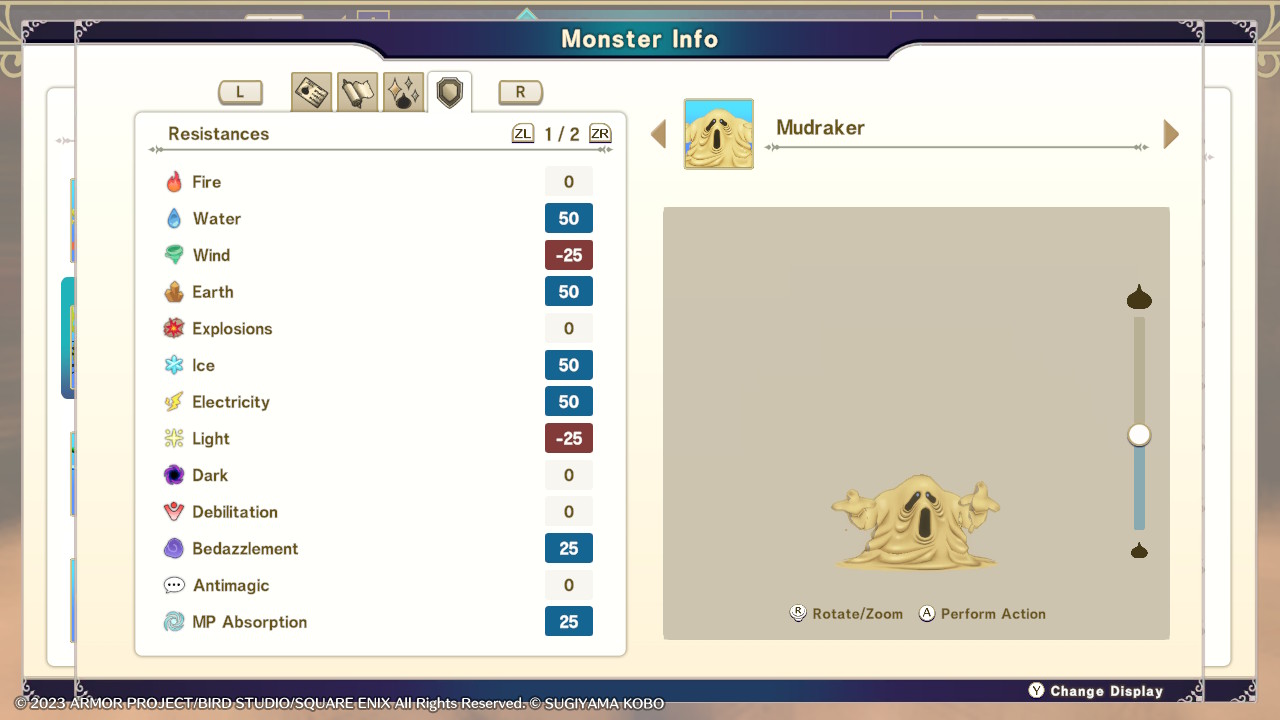 Monster Info
L
R
Resistances
ZL 1 / 2 ZR
Fire 0
Water 50
Wind -25
Earth 50
Explosions 0
Ice 50
Electricity 50
Light -25
Dark 0
Debilitation 0
Bedazzlement 25
Antimagic 0
MP Absorption 25
Mudraker
R Rotate/Zoom A Perform Action
Y Change Display
© 2023 ARMOR PROJECT/BIRD STUDIO/SQUARE ENIX All Rights Reserved. © SUGIYAMA KOBO